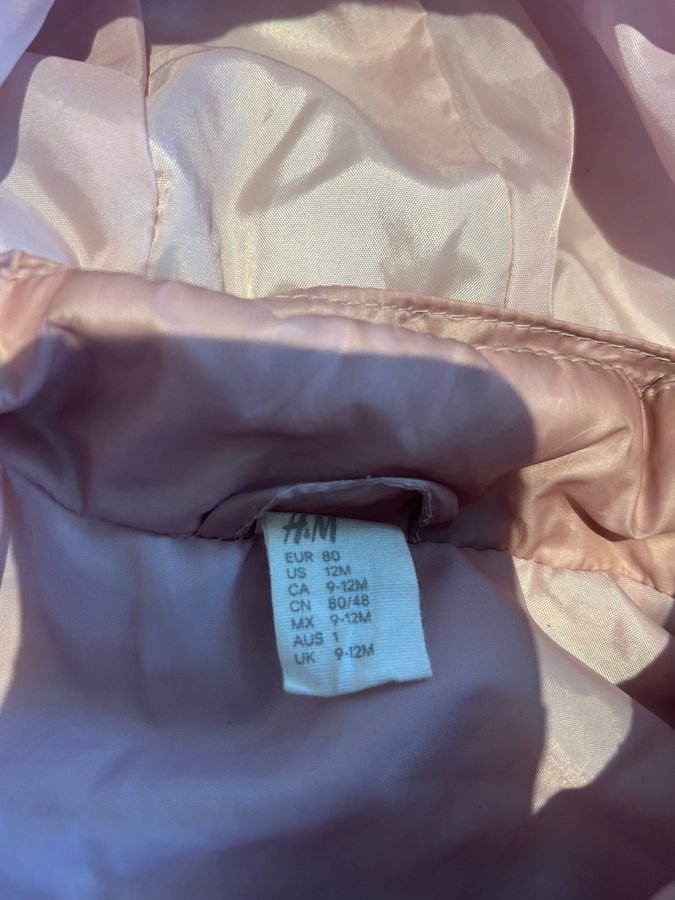 H&M
EUR 80
US 12M
CA 9-12M
CN 80/48
MX 9-12M
AUS 1
UK 9-12M